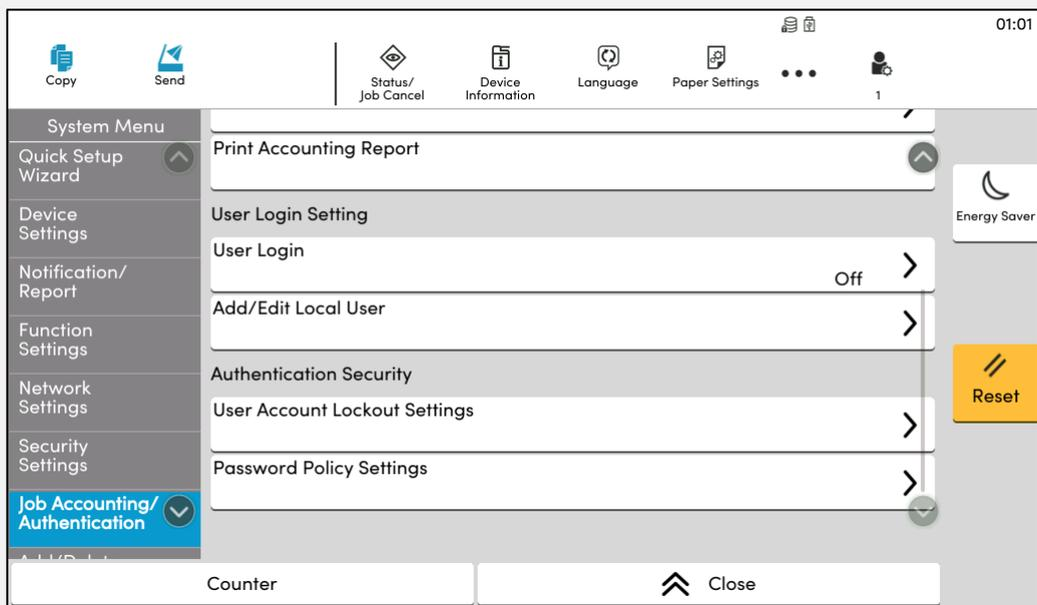 01:01
Copy
Send
Status/
Job Cancel
Device
Information
Language
Paper Settings
1
System Menu
Quick Setup
Wizard
Device
Settings
Notification/
Report
Function
Settings
Network
Settings
Security
Settings
Job Accounting/
Authentication
Print Accounting Report
User Login Setting
User Login
Off
Add/Edit Local User
Authentication Security
User Account Lockout Settings
Password Policy Settings
Energy Saver
Reset
Counter
Close